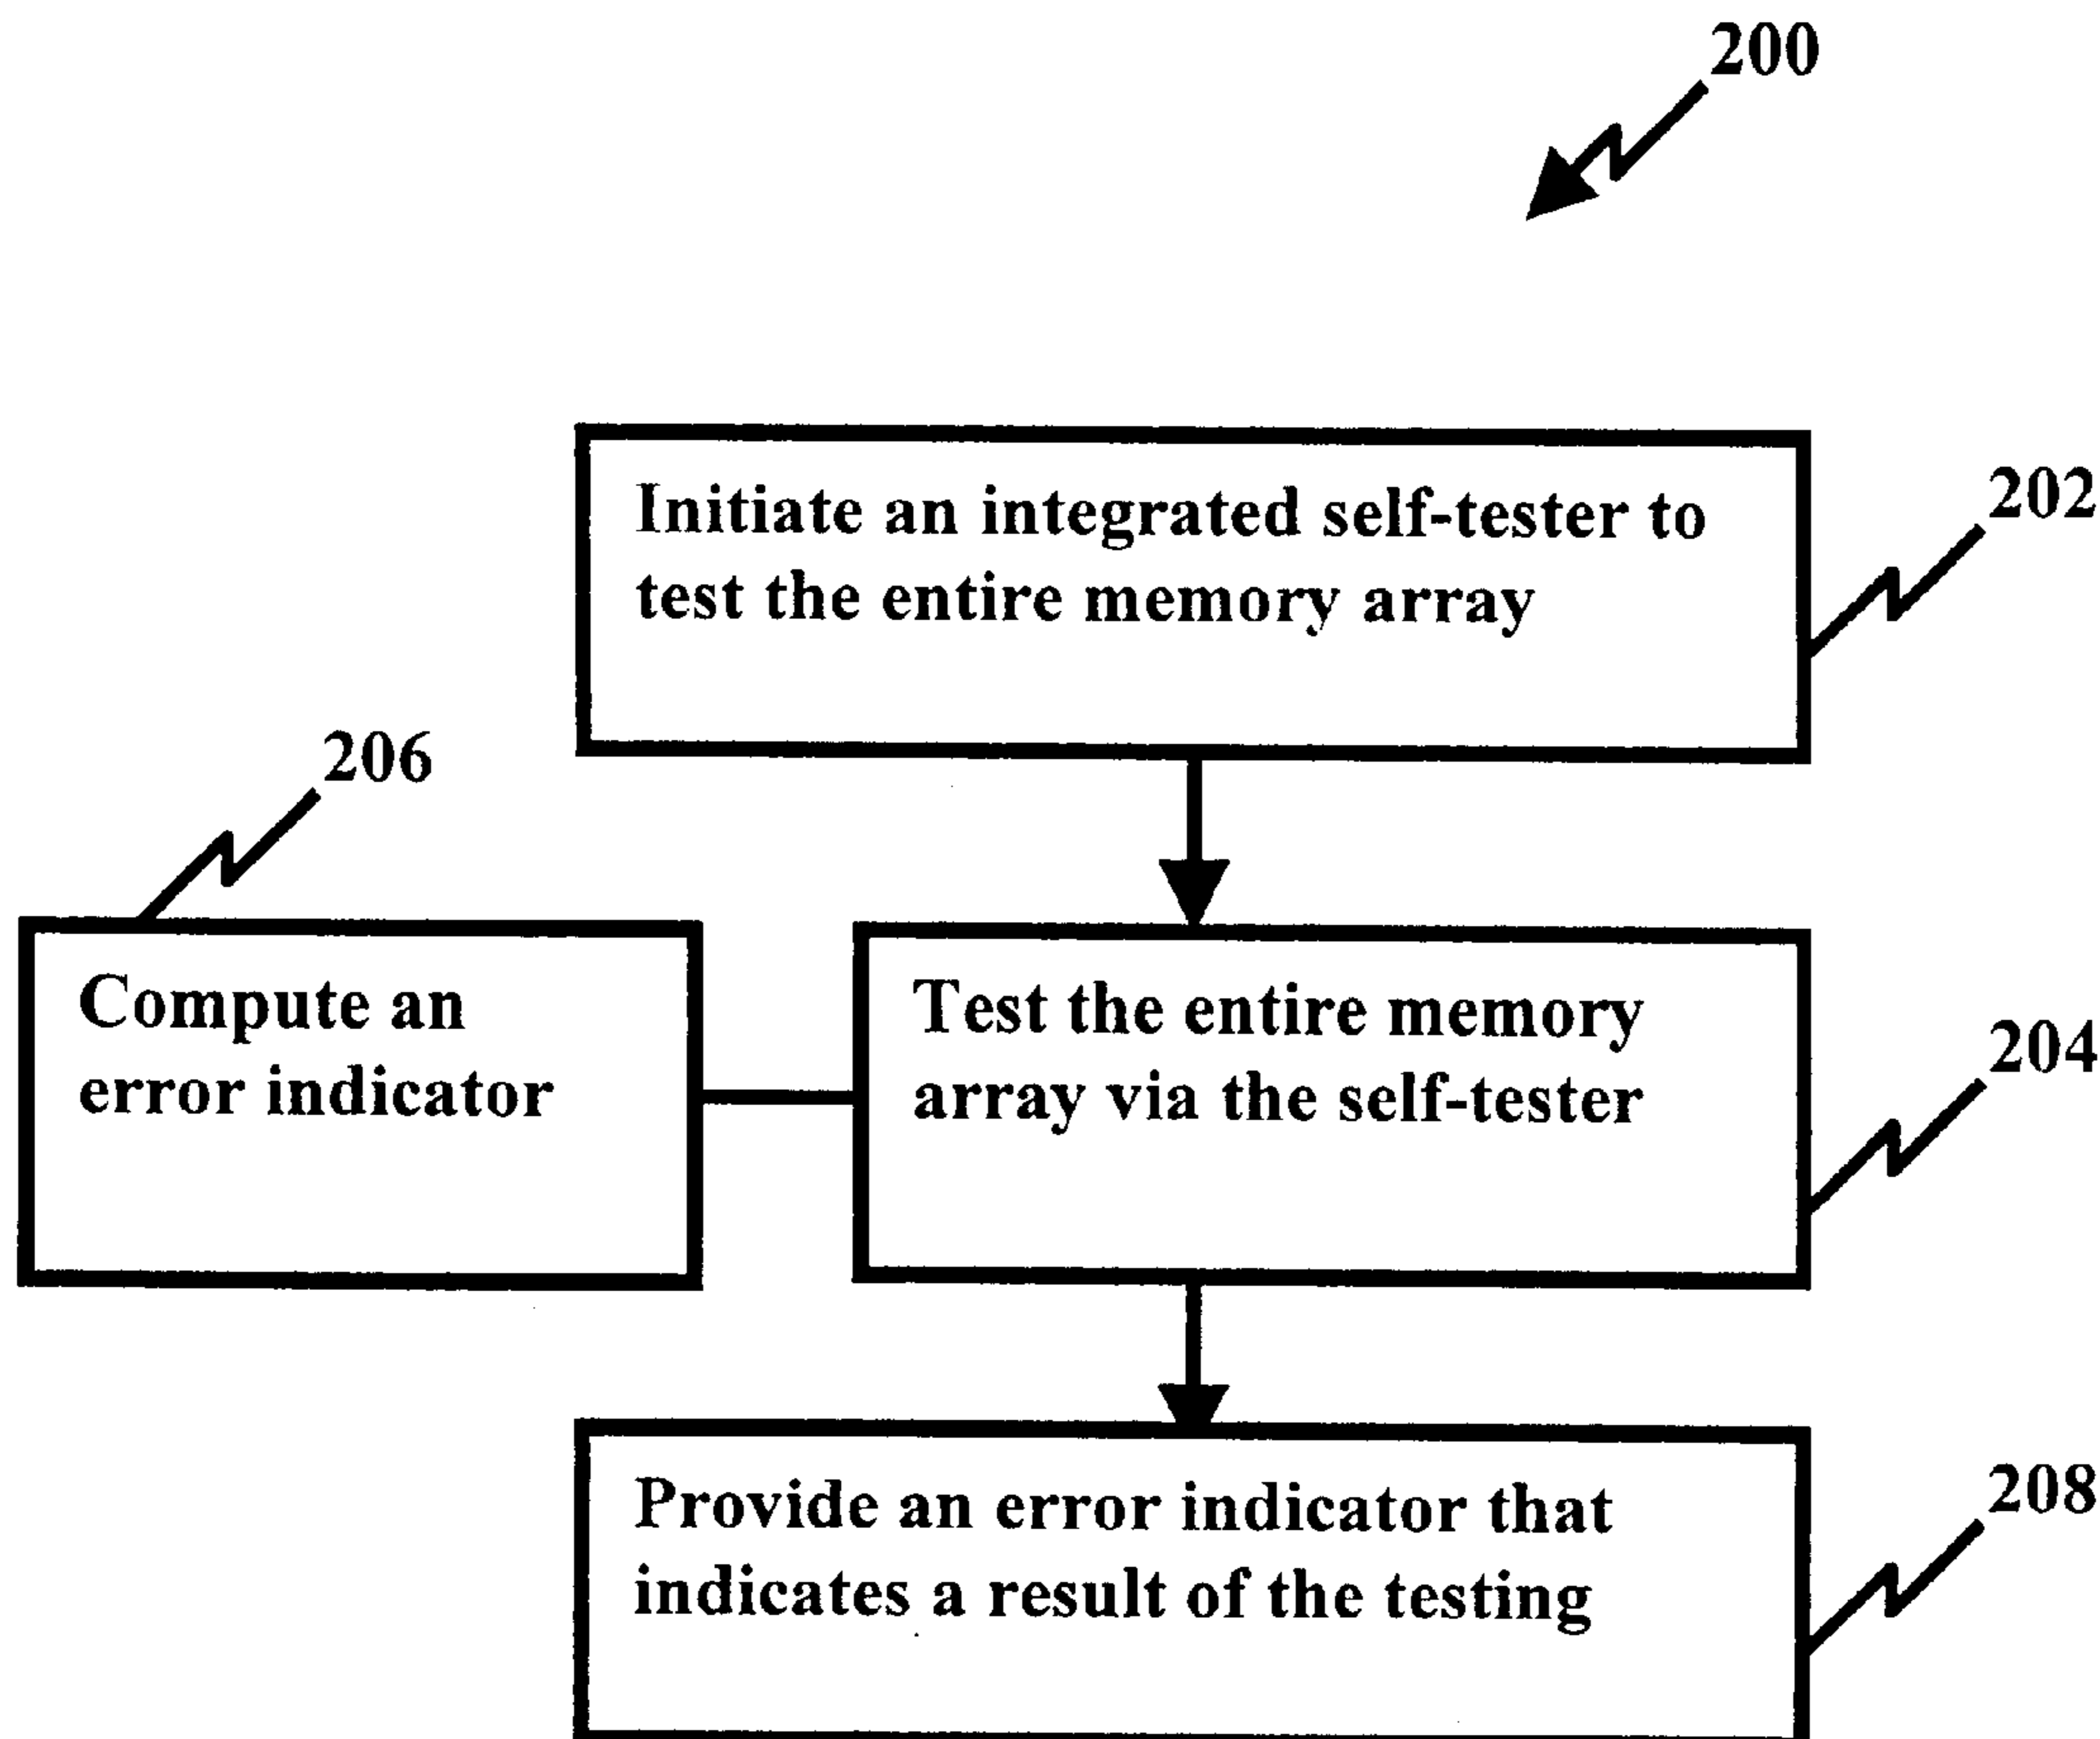 200
Initiate an integrated self-tester to
test the entire memory array
202
206
Compute an
error indicator
Test the entire memory
array via the self-tester
204
Provide an error indicator that
indicates a result of the testing
208